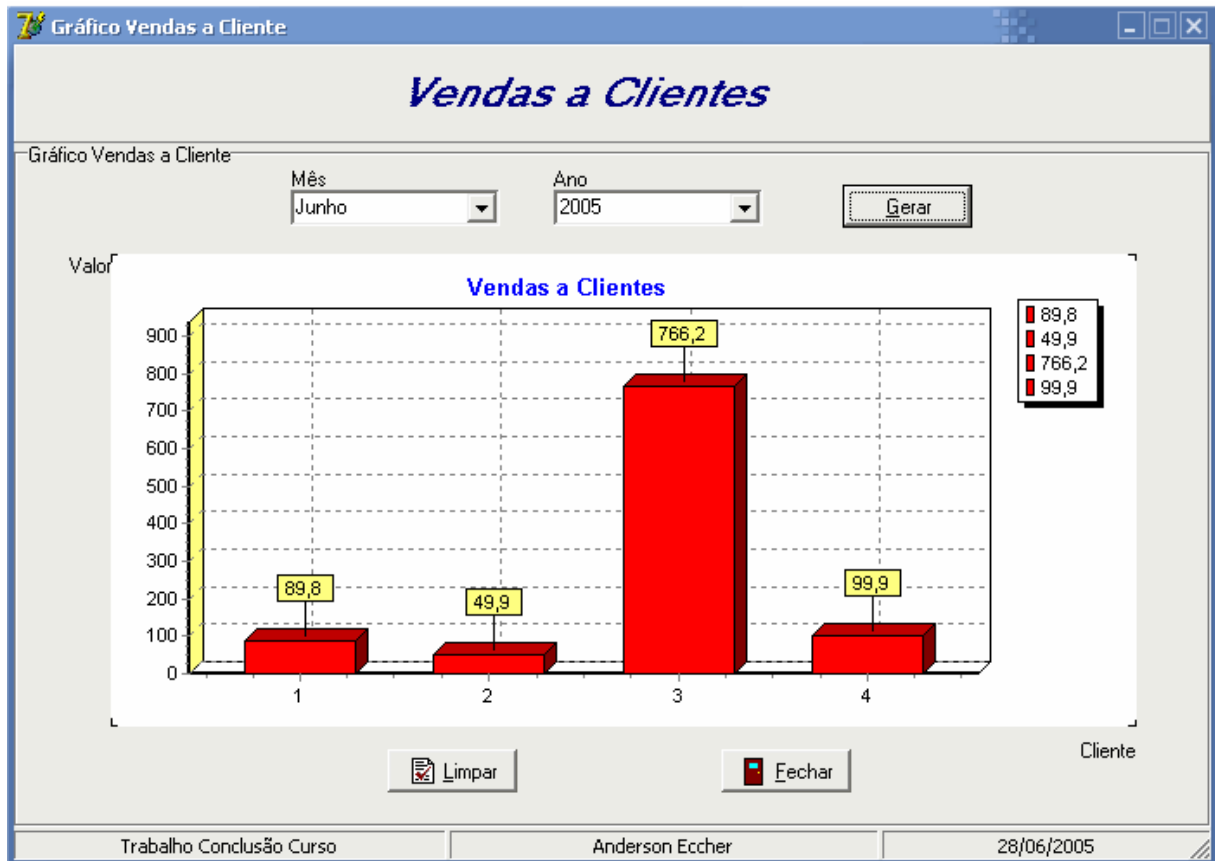 Gráfico Vendas a Cliente
Vendas a Clientes
Gráfico Vendas a Cliente
Mês
Ano
Junho
2005
Gerar
Valor
Vendas a Clientes
900
800
700
600
500
400
300
200
100
0
89,8
49,9
766,2
99,9
1
2
3
4
89,8
49,9
766,2
99,9
Cliente
Limpar
Fechar
Trabalho Conclusão Curso
Anderson Eccher
28/06/2005